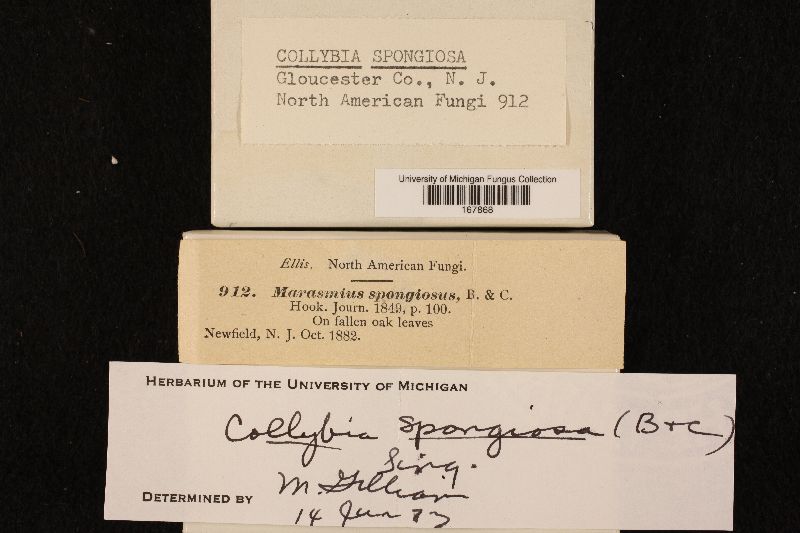 COLLYBIA SPONGIOSA
Gloucester Co., N. J.
North American Fungi 912
University of Michigan Fungus Collection
167868
Ellis. North American Fungi.
912. Marasmius spongiosus, B. & C.
Hook. Journ. 1849, p. 100.
On fallen oak leaves
Newfield, N. J. Oct. 1882.
HERBARIUM OF THE UNIVERSITY OF MICHIGAN
Collybia spongiosa (B+C)
Sing.
DETERMINED BY M. Gilliam
14 Jun 73